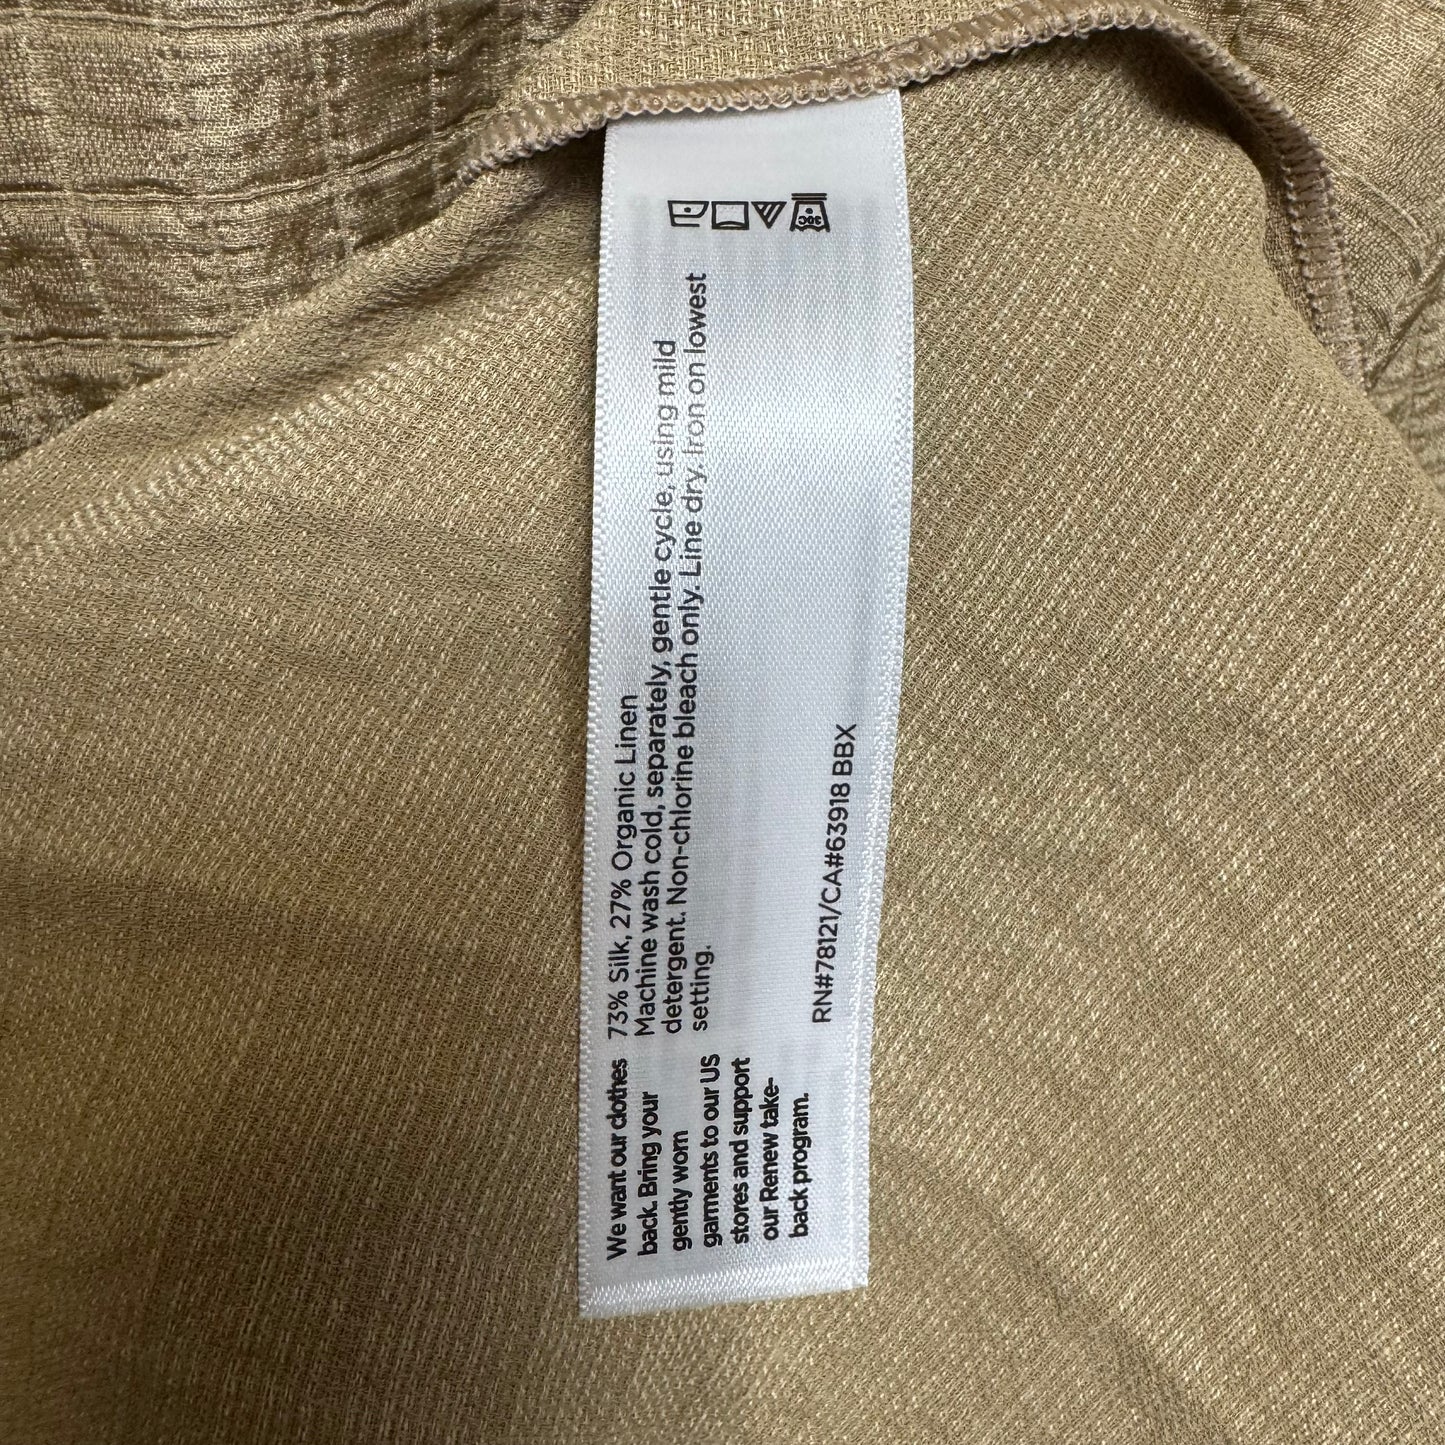 30C
73% Silk, 27% Organic Linen
Machine wash cold, separately, gentle cycle, using mild
detergent. Non-chlorine bleach only. Line dry. Iron on lowest
setting.
RN#78121/CA#63918 BBX
We want our clothes
back. Bring your
gently worn
garments to our US
stores and support
our Renew take-
back program.